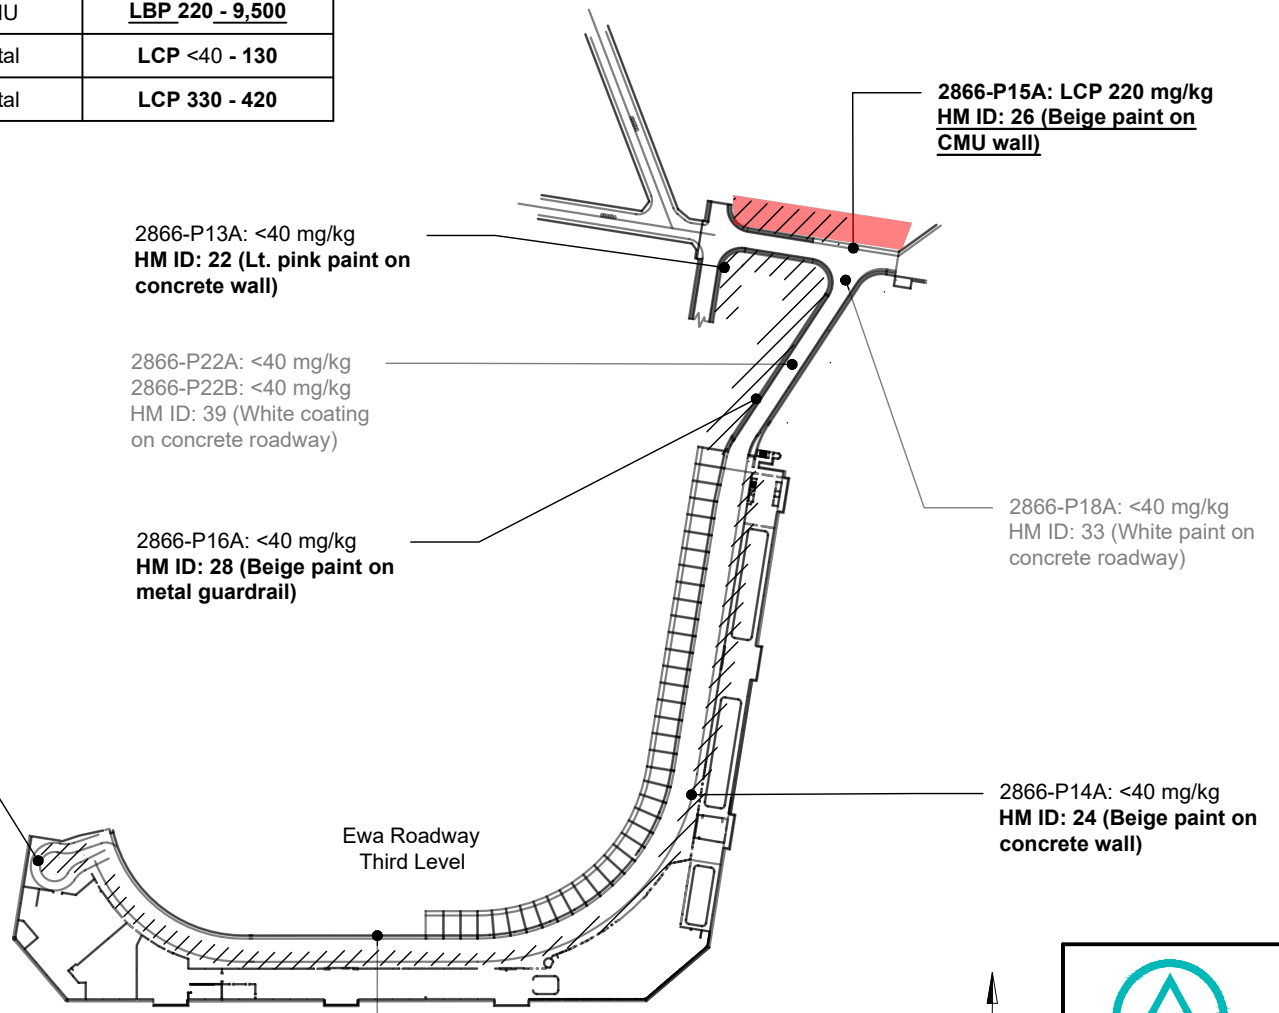 LBP 220 - 9,500
LCP <40 - 130
LCP 330 - 420
2866-P15A: LCP 220 mg/kg
HM ID: 26 (Beige paint on
CMU wall)
2866-P13A: <40 mg/kg
HM ID: 22 (Lt. pink paint on
concrete wall)
2866-P22A: <40 mg/kg
2866-P22B: <40 mg/kg
HM ID: 39 (White coating
on concrete roadway)
2866-P18A: <40 mg/kg
HM ID: 33 (White paint on
concrete roadway)
2866-P16A: <40 mg/kg
HM ID: 28 (Beige paint on
metal guardrail)
2866-P14A: <40 mg/kg
HM ID: 24 (Beige paint on
concrete wall)
Ewa Roadway
Third Level